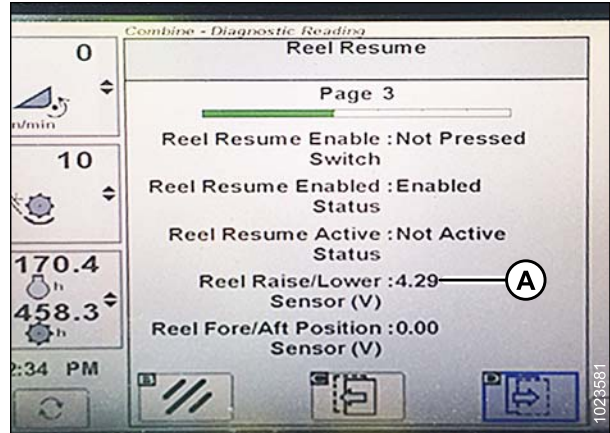 Combine - Diagnostic Reading
Reel Resume
Page 3
Reel Resume Enable :Not Pressed
Switch
Reel Resume Enabled :Enabled
Status
Reel Resume Active :Not Active
Status
Reel Raise/Lower :4.29
Sensor (V)
Reel Fore/Aft Position :0.00
Sensor (V)
A
0
n/min
10
170.4
h
458.3
h
2:34 PM
1023581